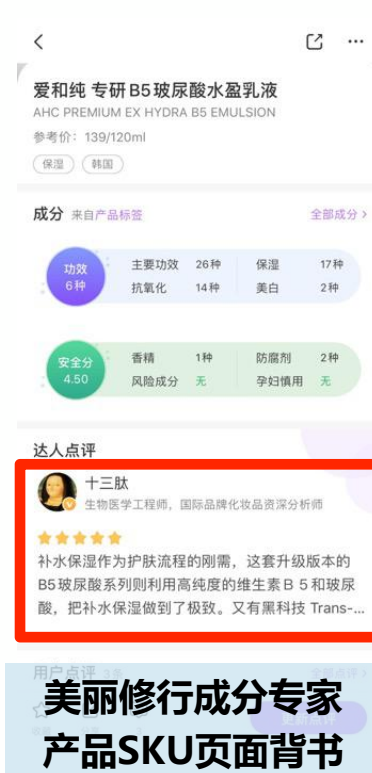 爱和纯 专研B5玻尿酸水盈乳液
AHC PREMIUM EX HYDRA B5 EMULSION
参考价：139/120ml
保湿 韩国
成分 来自产品标签 全部成分 >
功效 6种
主要功效 26种 保湿 17种
抗氧化 14种 美白 2种
安全分 4.50
香精 1种 防腐剂 2种
风险成分 无 孕妇慎用 无
达人点评
十三肽
生物医学工程师，国际品牌化妆品资深分析师
补水保湿作为护肤流程的刚需，这套升级版本的
B5玻尿酸系列则利用高纯度的维生素Ｂ５和玻尿
酸，把补水保湿做到了极致。又有黑科技 Trans-...
用户点评 全部点评 >
美丽修行成分专家
更新点评
产品SKU页面背书